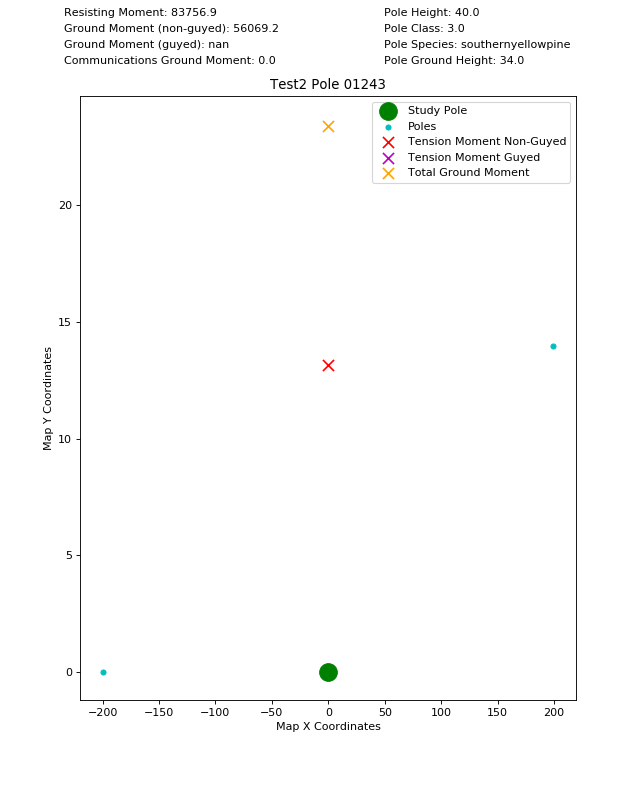 Resisting Moment: 83756.9
Ground Moment (non-guyed): 56069.2
Ground Moment (guyed): nan
Communications Ground Moment: 0.0
Pole Height: 40.0
Pole Class: 3.0
Pole Species: southernyellowpine
Pole Ground Height: 34.0
Test2 Pole 01243
Study Pole
Poles
Tension Moment Non-Guyed
Tension Moment Guyed
Total Ground Moment
Map Y Coordinates
20
15
10
5
0
−200 −150 −100 −50 0 50 100 150 200
Map X Coordinates